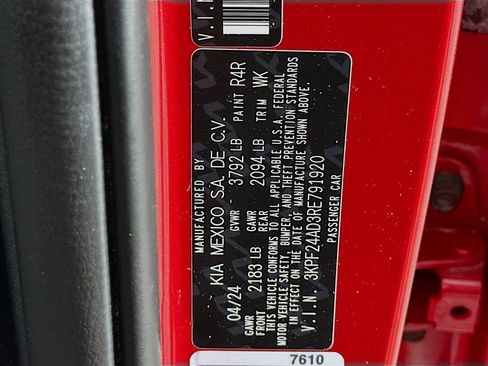 V.I.N
MANUFACTURED BY
KIA MEXICO S.A. DE C.V.
04/24 GVWR 3792 LB PAINT R4R
GAWR FRONT 2183 LB GAWR REAR 2094 LB TRIM WK
THIS VEHICLE CONFORMS TO ALL APPLICABLE U.S.A. FEDERAL
MOTOR VEHICLE SAFETY, BUMPER, AND THEFT PREVENTION STANDARDS
IN EFFECT ON THE DATE OF MANUFACTURE SHOWN ABOVE.
V.I.N. 3KPF24AD3RE791920
PASSENGER CAR
7610